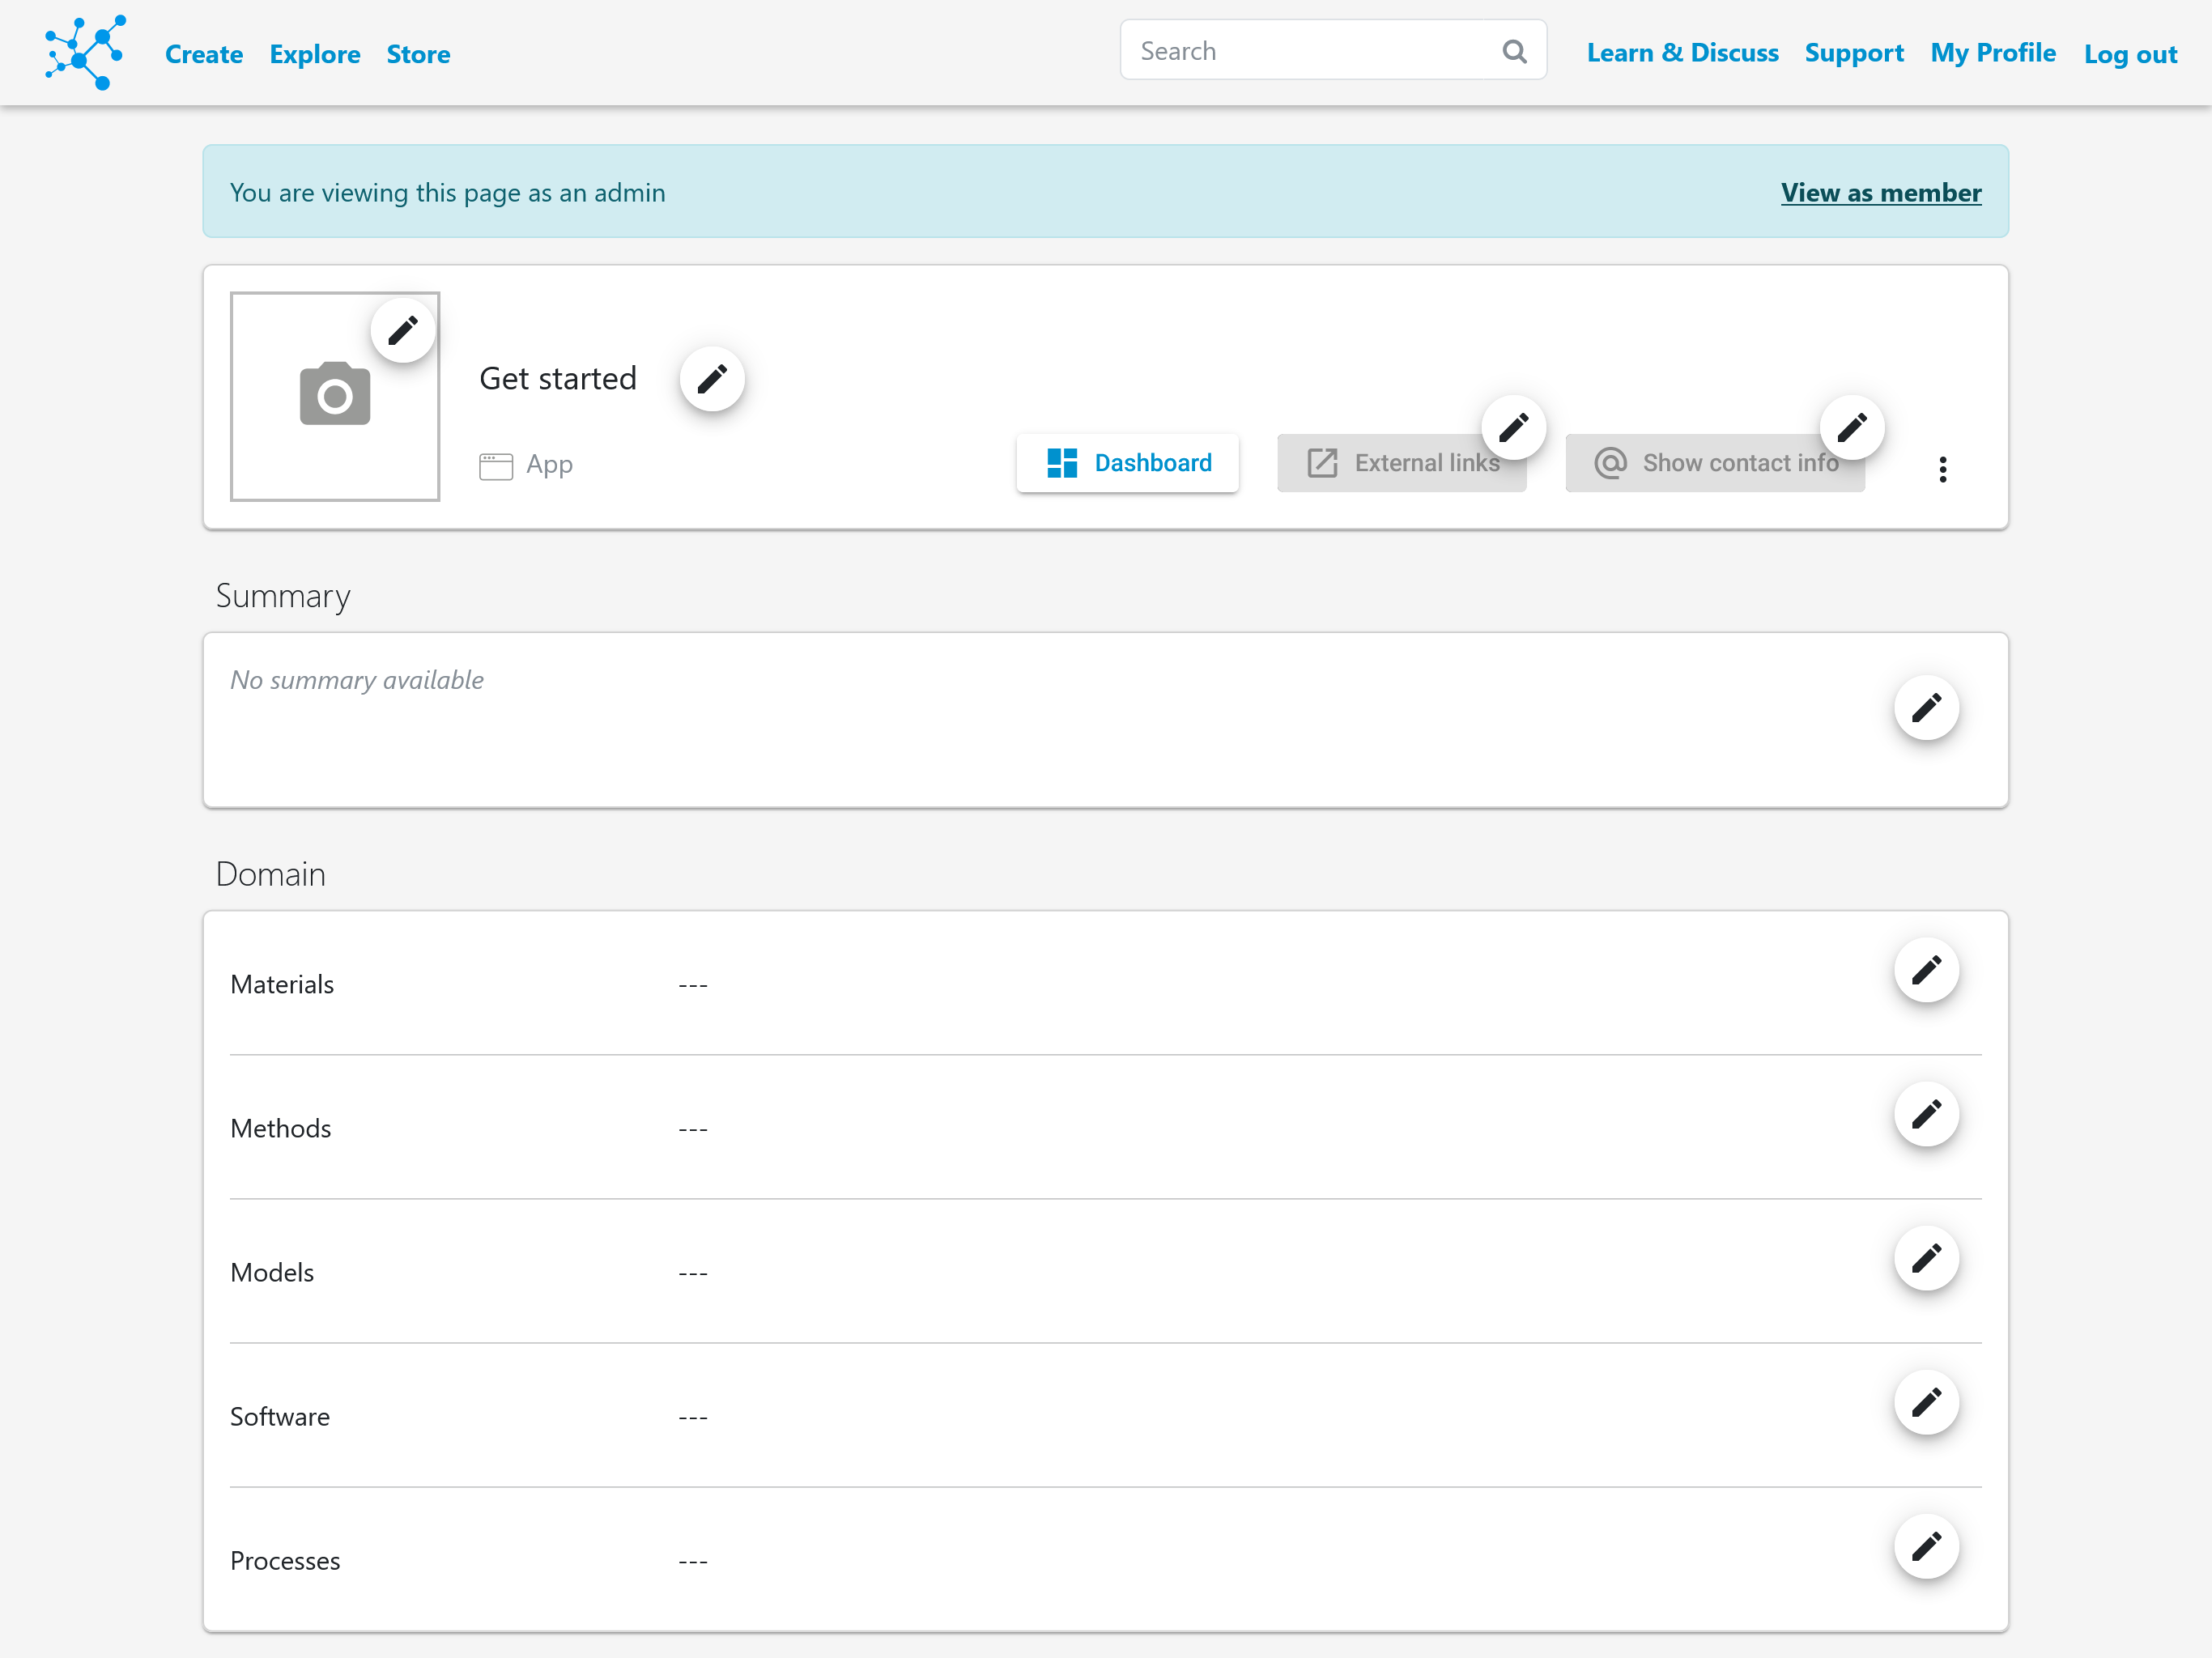 Create Explore Store Search Learn & Discuss Support My Profile Log out
You are viewing this page as an admin View as member
Get started
App Dashboard External links Show contact info
Summary
No summary available
Domain
Materials ---
Methods ---
Models ---
Software ---
Processes ---